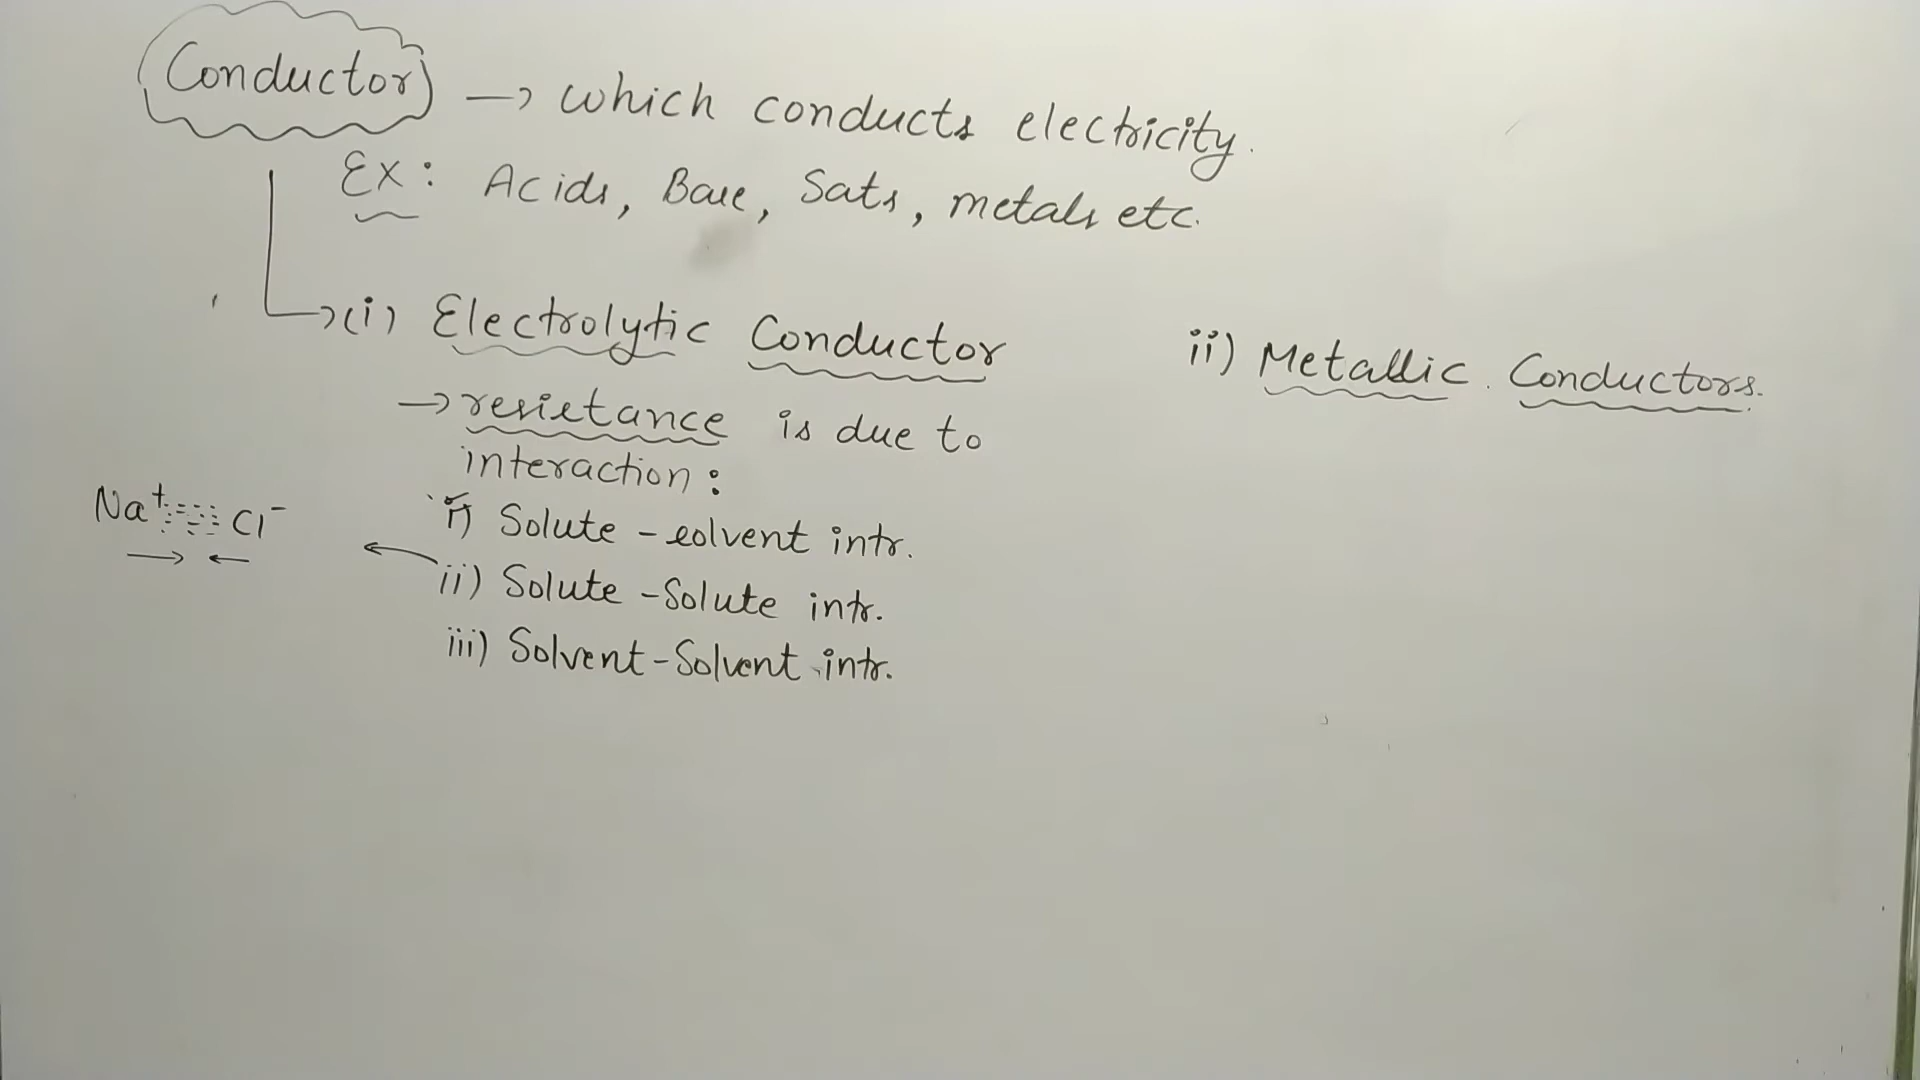 Conductor → which conducts electricity.
Ex: Acids, Base, Sats, metals etc.
→(i) Electrolytic Conductor
ii) Metallic Conductors.
→ resistance is due to
interaction:
i) Solute - solvent intr.
Na⁺ Cl⁻
ii) Solute - Solute intr.
iii) Solvent - Solvent intr.